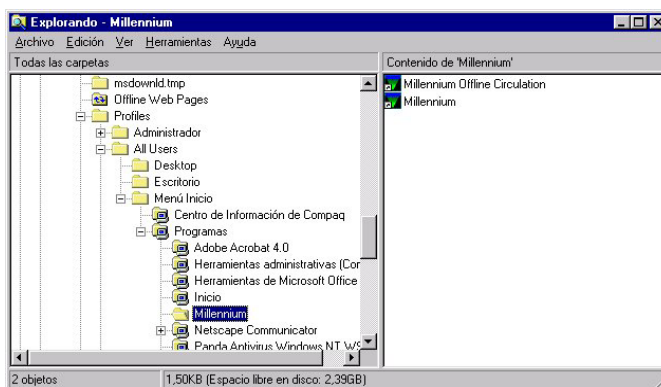 Explorando - Millennium
Archivo Edición Ver Herramientas Ayuda
Todas las carpetas
Contenido de 'Millennium'
msdownld.tmp
Offline Web Pages
Profiles
Administrador
All Users
Desktop
Escritorio
Menú Inicio
Centro de Información de Compaq
Programas
Adobe Acrobat 4.0
Herramientas administrativas (Cor
Herramientas de Microsoft Office
Inicio
Millennium
Netscape Communicator
Panda Antivirus Windows NT WS
Millennium Offline Circulation
Millennium
2 objetos
1,50KB (Espacio libre en disco: 2,39GB)